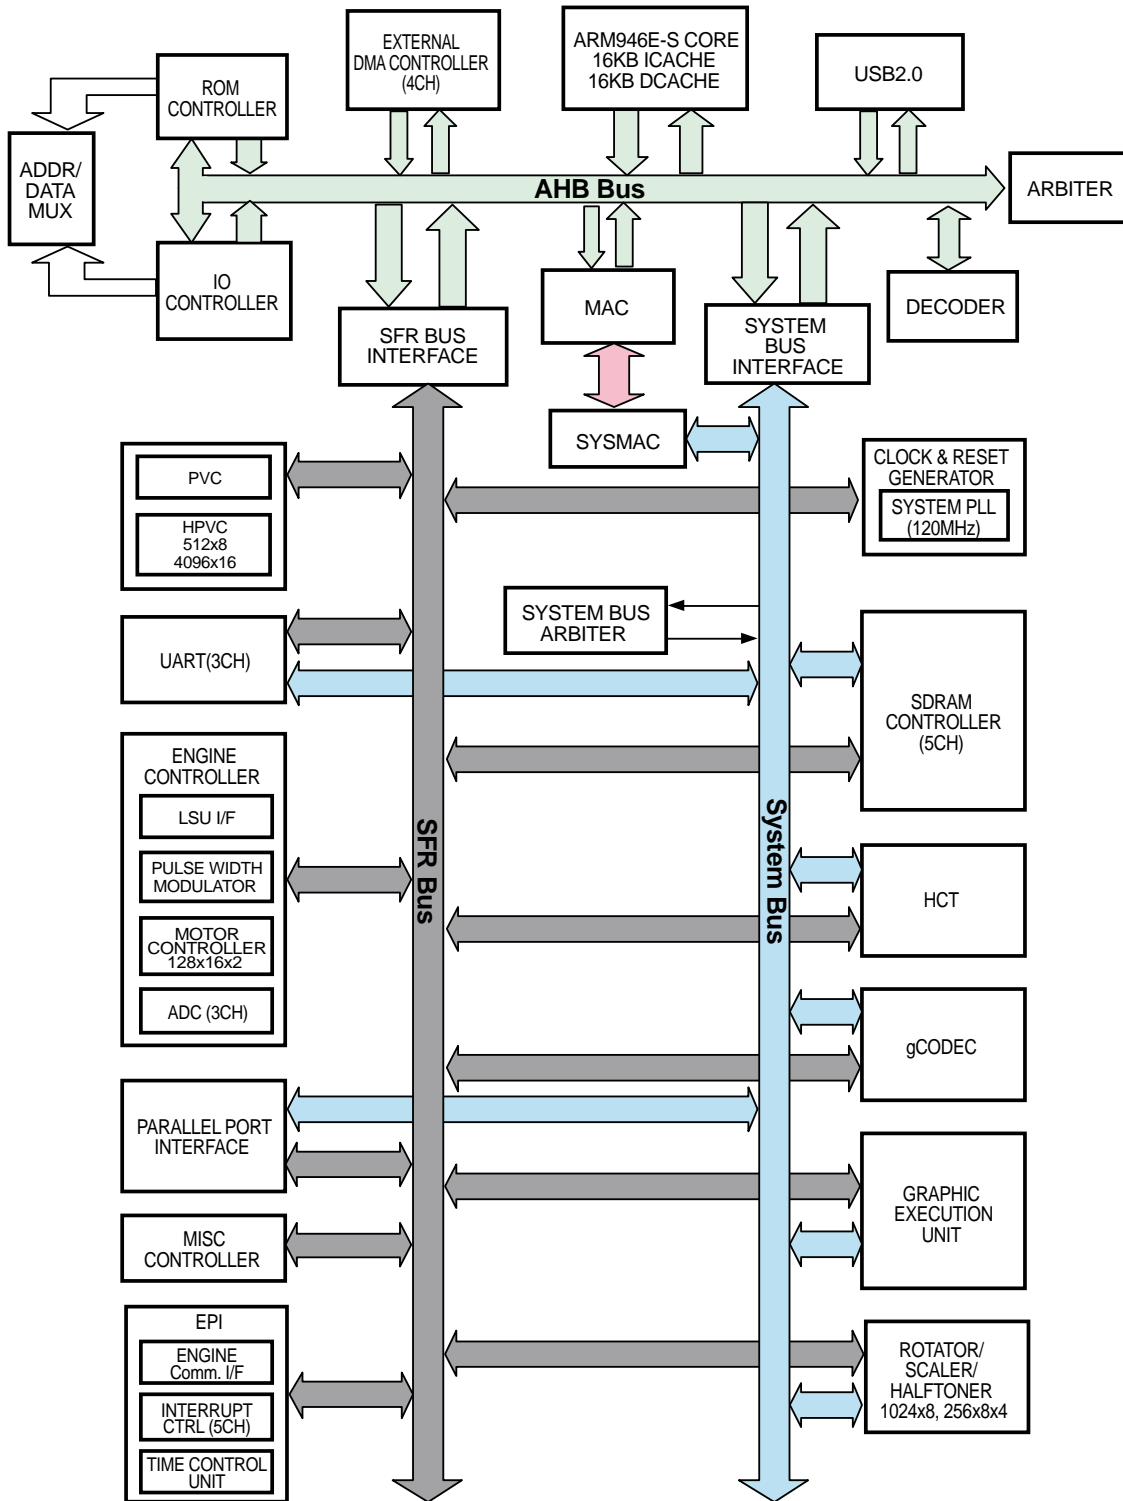 EXTERNAL
DMA CONTROLLER
(4CH)
ARM946E-S CORE
16KB ICACHE
16KB DCACHE
USB2.0
ROM
CONTROLLER
ADDR/
DATA
MUX
AHB Bus
ARBITER
IO
CONTROLLER
SFR BUS
INTERFACE
MAC
SYSTEM
BUS
INTERFACE
DECODER
SYSMAC
PVC
HPVC
512x8
4096x16
CLOCK & RESET
GENERATOR
SYSTEM PLL
(120MHz)
SYSTEM BUS
ARBITER
UART(3CH)
SDRAM
CONTROLLER
(5CH)
ENGINE
CONTROLLER
LSU I/F
PULSE WIDTH
MODULATOR
MOTOR
CONTROLLER
128x16x2
ADC (3CH)
SFR Bus
System Bus
HCT
gCODEC
PARALLEL PORT
INTERFACE
GRAPHIC
EXECUTION
UNIT
MISC
CONTROLLER
EPI
ENGINE
Comm. I/F
INTERRUPT
CTRL (5CH)
TIME CONTROL
UNIT
ROTATOR/
SCALER/
HALFTONER
1024x8, 256x8x4